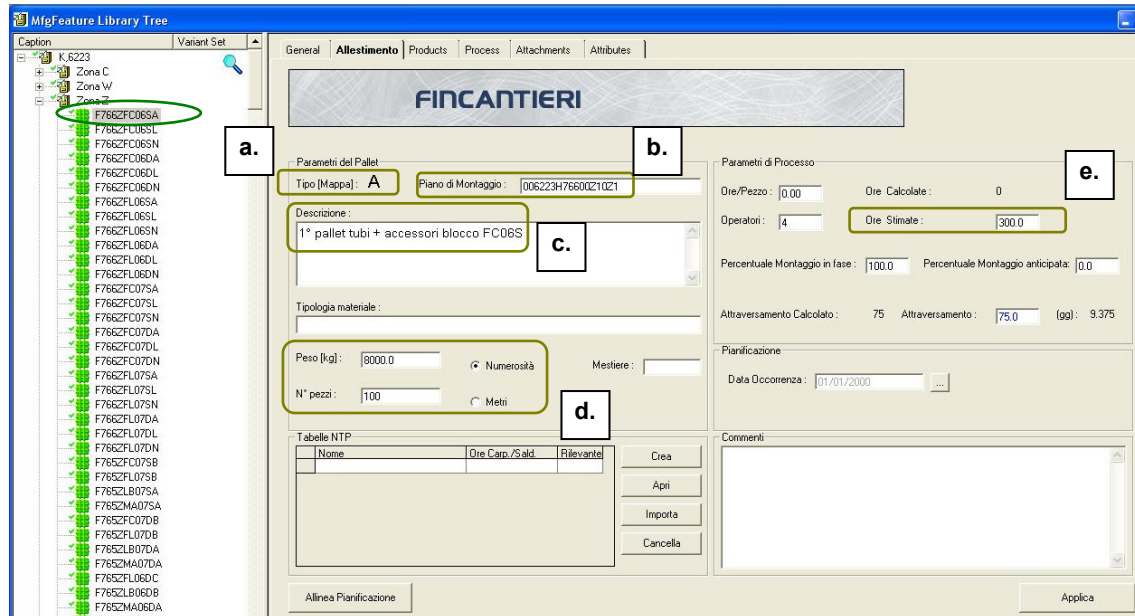 MfgFeature Library Tree
Caption Variant Set
K,6223
Zona C
Zona W
Zona Z
F766ZFC06SA
F766ZFC06SL
F766ZFC06SN
F766ZFC06DA
F766ZFC06DL
F766ZFC06DN
F766ZFL06SA
F766ZFL06SL
F766ZFL06SN
F766ZFL06DA
F766ZFL06DL
F766ZFL06DN
F766ZFC07SA
F766ZFC07SL
F766ZFC07SN
F766ZFC07DA
F766ZFC07DL
F766ZFC07DN
F766ZFL07SA
F766ZFL07SL
F766ZFL07SN
F766ZFL07DA
F766ZFL07DL
F766ZFL07DN
F765ZFC07SB
F765ZFL07SB
F765ZLB07SA
F765ZMA07SA
F765ZFC07DB
F765ZFL07DB
F765ZLB07DA
F765ZMA07DA
F765ZFL06DC
F765ZLB06DB
F765ZMA06DA
General Allestimento Products Process Attachments Attributes
FINCANTIERI
a.
b.
Parametri del Pallet
Tipo [Mappa] : A Piano di Montaggio : 006223H76600Z10Z1
Descrizione :
1° pallet tubi + accessori blocco FC06S
c.
Tipologia materiale :
Peso [kg] : 8000.0 Numerosità Mestiere :
N° pezzi : 100 Metri
d.
Tabelle NTP
Nome Ore Carp./Sald. Rilevante
Crea
Apri
Importa
Cancella
Allinea Pianificazione
Parametri di Processo
e.
Ore/Pezzo : 0.00 Ore Calcolate : 0
Operatori : 4 Ore Stimate : 300.0
Percentuale Montaggio in fase : 100.0 Percentuale Montaggio anticipata: 0.0
Attraversamento Calcolato : 75 Attraversamento : 75.0 (gg) : 9.375
Pianificazione
Data Occorrenza : 01/01/2000 ...
Commenti
Applica